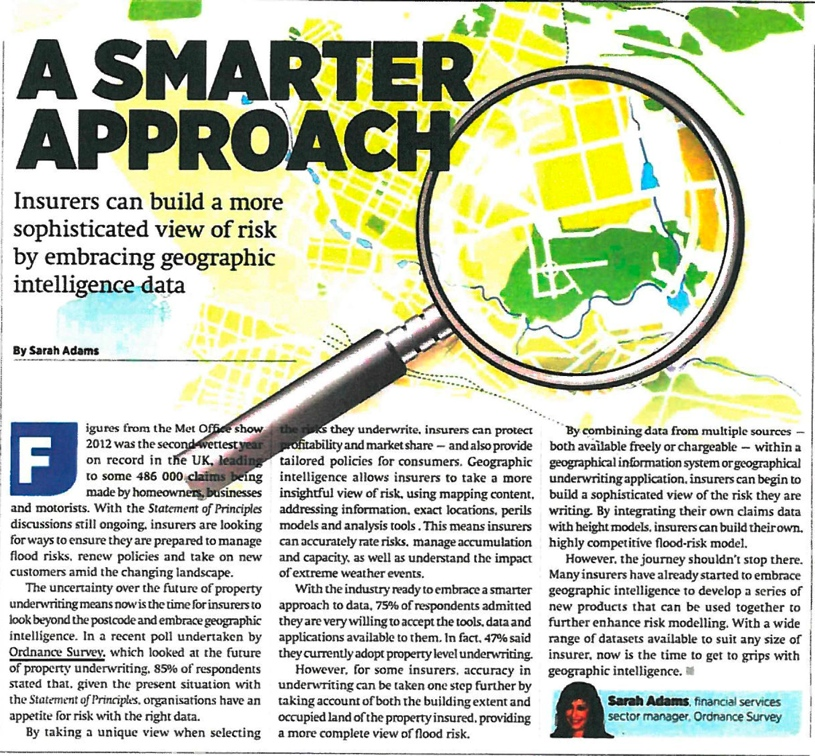 A SMARTER
APPROACH
Insurers can build a more
sophisticated view of risk
by embracing geographic
intelligence data
By Sarah Adams
Figures from the Met Office show
2012 was the second wettest year
on record in the UK, leading
to some 486 000 claims being
made by homeowners, businesses
and motorists. With the Statement of Principles
discussions still ongoing, insurers are looking
for ways to ensure they are prepared to manage
flood risks, renew policies and take on new
customers amid the changing landscape.
The uncertainty over the future of property
underwriting means now is the time for insurers to
look beyond the postcode and embrace geographic
intelligence. In a recent poll undertaken by
Ordnance Survey, which looked at the future
of property underwriting, 85% of respondents
stated that, given the present situation with
the Statement of Principles, organisations have an
appetite for risk with the right data.
By taking a unique view when selecting
the risks they underwrite, insurers can protect
profitability and market share — and also provide
tailored policies for consumers. Geographic
intelligence allows insurers to take a more
insightful view of risk, using mapping content,
addressing information, exact locations, perils
models and analysis tools. This means insurers
can accurately rate risks, manage accumulation
and capacity, as well as understand the impact
of extreme weather events.
With the industry ready to embrace a smarter
approach to data, 75% of respondents admitted
they are very willing to accept the tools, data and
applications available to them. In fact, 47% said
they currently adopt property level underwriting.
However, for some insurers, accuracy in
underwriting can be taken one step further by
taking account of both the building extent and
occupied land of the property insured, providing
a more complete view of flood risk.
By combining data from multiple sources —
both available freely or chargeable — within a
geographical information system or geographical
underwriting application, insurers can begin to
build a sophisticated view of the risk they are
writing. By integrating their own claims data
with height models, insurers can build their own,
highly competitive flood-risk model.
However, the journey shouldn't stop there.
Many insurers have already started to embrace
geographic intelligence to develop a series of
new products that can be used together to
further enhance risk modelling. With a wide
range of datasets available to suit any size of
insurer, now is the time to get to grips with
geographic intelligence.
Sarah Adams, financial services
sector manager, Ordnance Survey